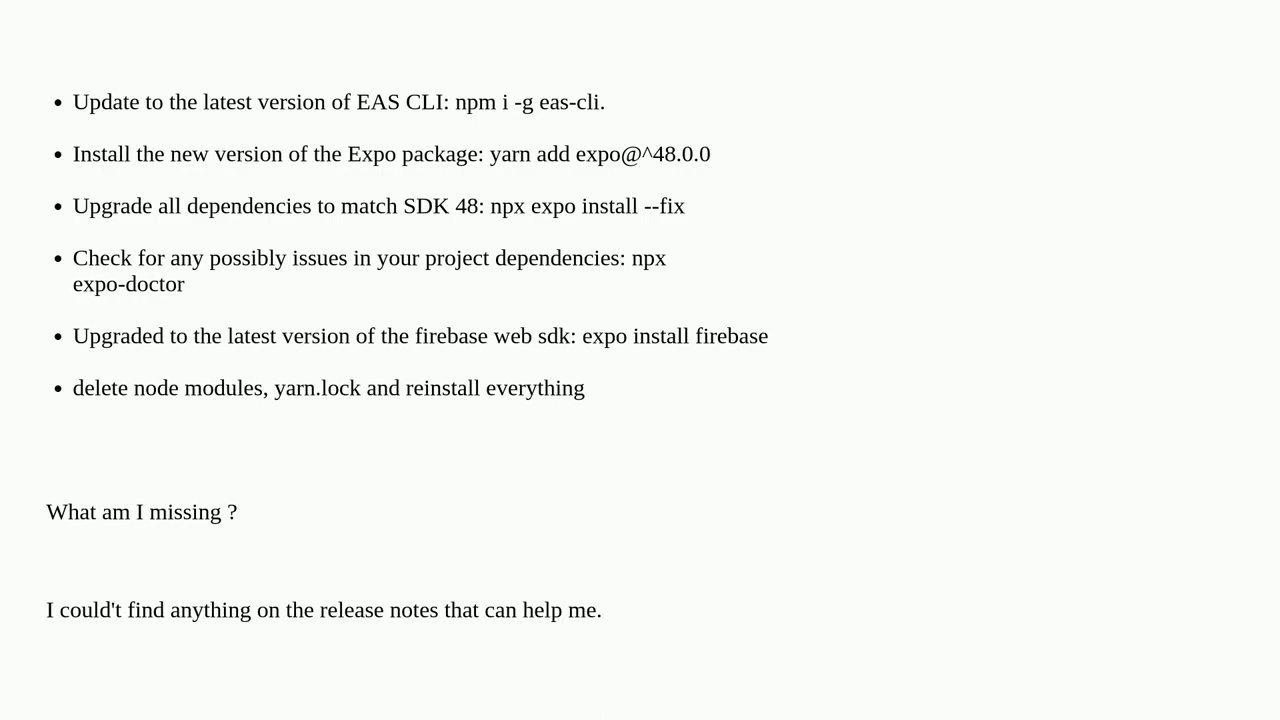 • Update to the latest version of EAS CLI: npm i -g eas-cli.
• Install the new version of the Expo package: yarn add expo@^48.0.0
• Upgrade all dependencies to match SDK 48: npx expo install --fix
• Check for any possibly issues in your project dependencies: npx
expo-doctor
• Upgraded to the latest version of the firebase web sdk: expo install firebase
• delete node modules, yarn.lock and reinstall everything
What am I missing ?
I could't find anything on the release notes that can help me.